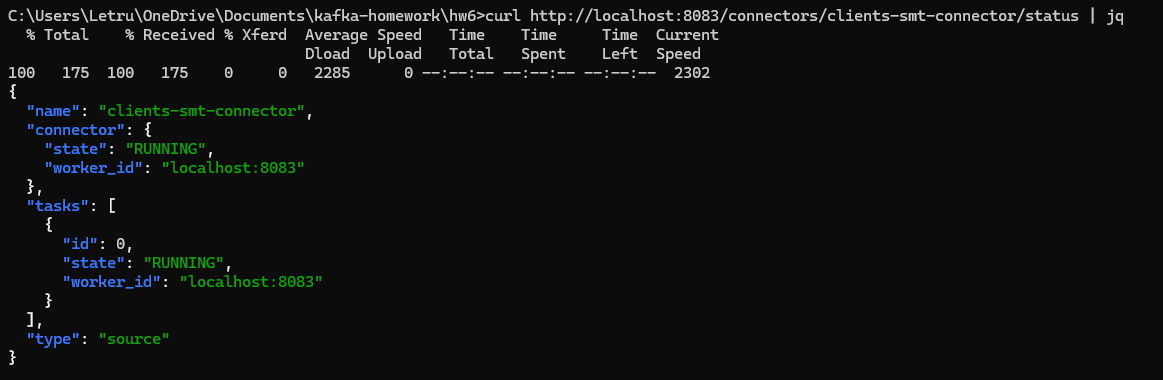 C:\Users\Letru\OneDrive\Documents\kafka-homework\hw6>curl http://localhost:8083/connectors/clients-smt-connector/status | jq
  % Total    % Received % Xferd  Average Speed   Time    Time     Time  Current
                                 Dload  Upload   Total   Spent    Left  Speed
100   175  100   175    0     0   2285      0 --:--:-- --:--:-- --:--:--  2302
{
  "name": "clients-smt-connector",
  "connector": {
    "state": "RUNNING",
    "worker_id": "localhost:8083"
  },
  "tasks": [
    {
      "id": 0,
      "state": "RUNNING",
      "worker_id": "localhost:8083"
    }
  ],
  "type": "source"
}